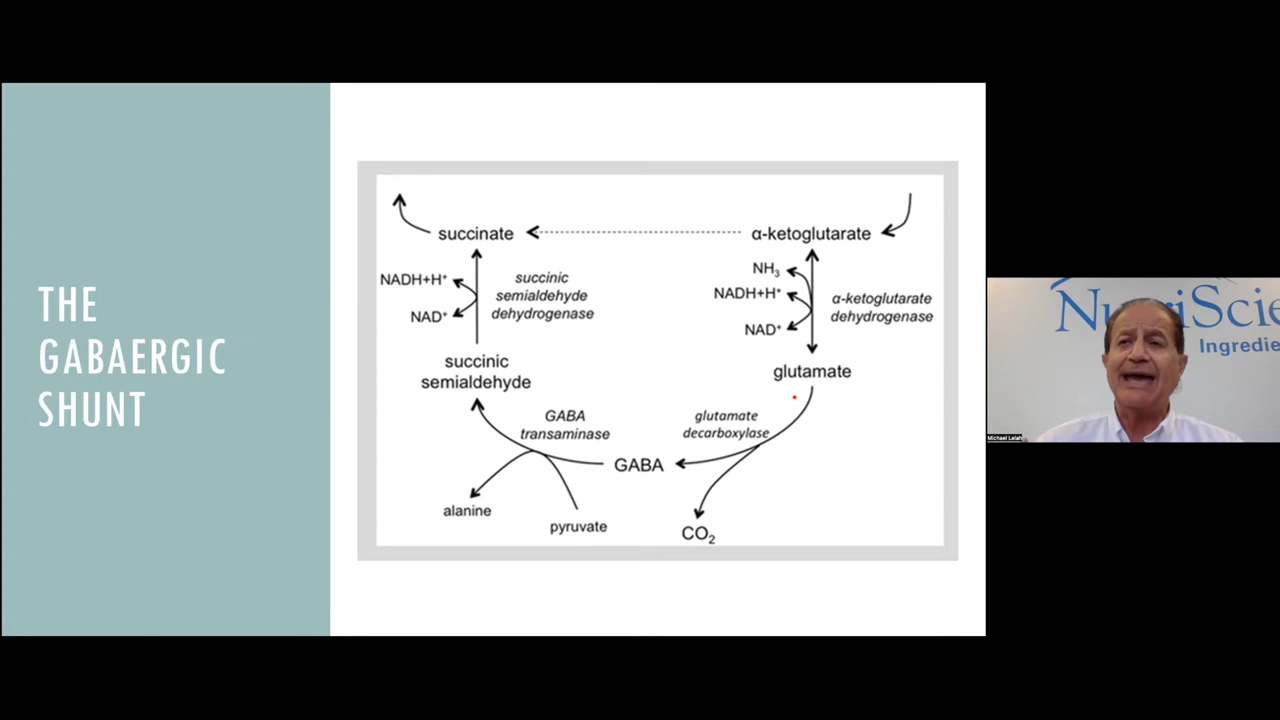 THE
GABAERGIC
SHUNT
succinate
α-ketoglutarate
NADH+H⁺
NAD⁺
succinic
semialdehyde
dehydrogenase
NH₃
NADH+H⁺
NAD⁺
α-ketoglutarate
dehydrogenase
succinic
semialdehyde
glutamate
GABA
transaminase
glutamate
decarboxylase
GABA
alanine
pyruvate
CO₂
NutriScie
Ingredie
Michael Lelah